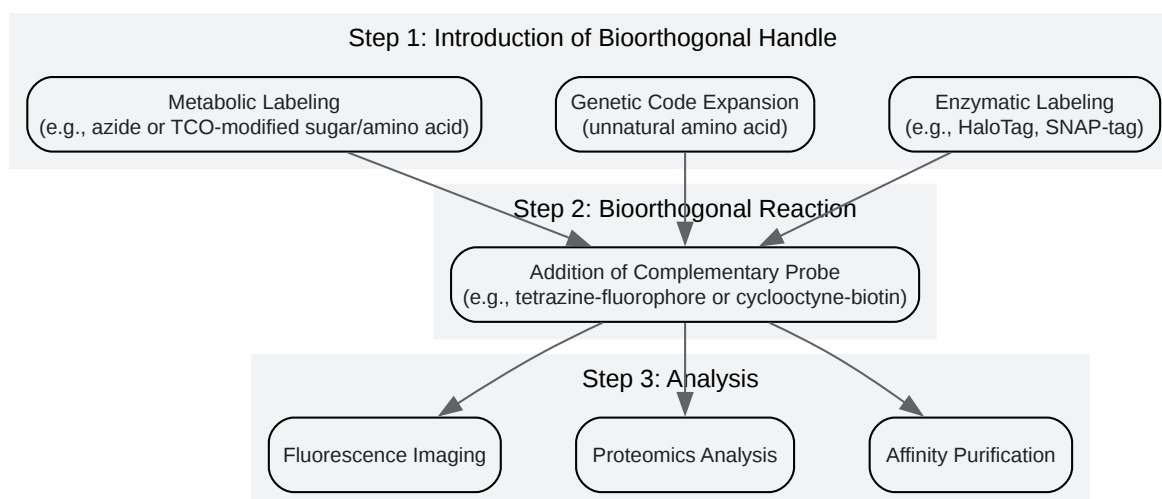 Step 1: Introduction of Bioorthogonal Handle
Metabolic Labeling
(e.g., azide or TCO-modified sugar/amino acid)
Genetic Code Expansion
(unnatural amino acid)
Enzymatic Labeling
(e.g., HaloTag, SNAP-tag)
Step 2: Bioorthogonal Reaction
Addition of Complementary Probe
(e.g., tetrazine-fluorophore or cyclooctyne-biotin)
Step 3: Analysis
Fluorescence Imaging
Proteomics Analysis
Affinity Purification